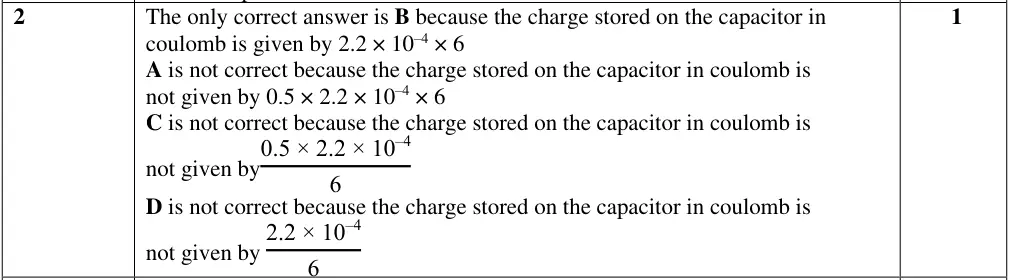 2 The only correct answer is B because the charge stored on the capacitor in 1
coulomb is given by 2.2 × 10⁻⁴ × 6
A is not correct because the charge stored on the capacitor in coulomb is
not given by 0.5 × 2.2 × 10⁻⁴ × 6
C is not correct because the charge stored on the capacitor in coulomb is
0.5 × 2.2 × 10⁻⁴
not given by
6
D is not correct because the charge stored on the capacitor in coulomb is
2.2 × 10⁻⁴
not given by
6